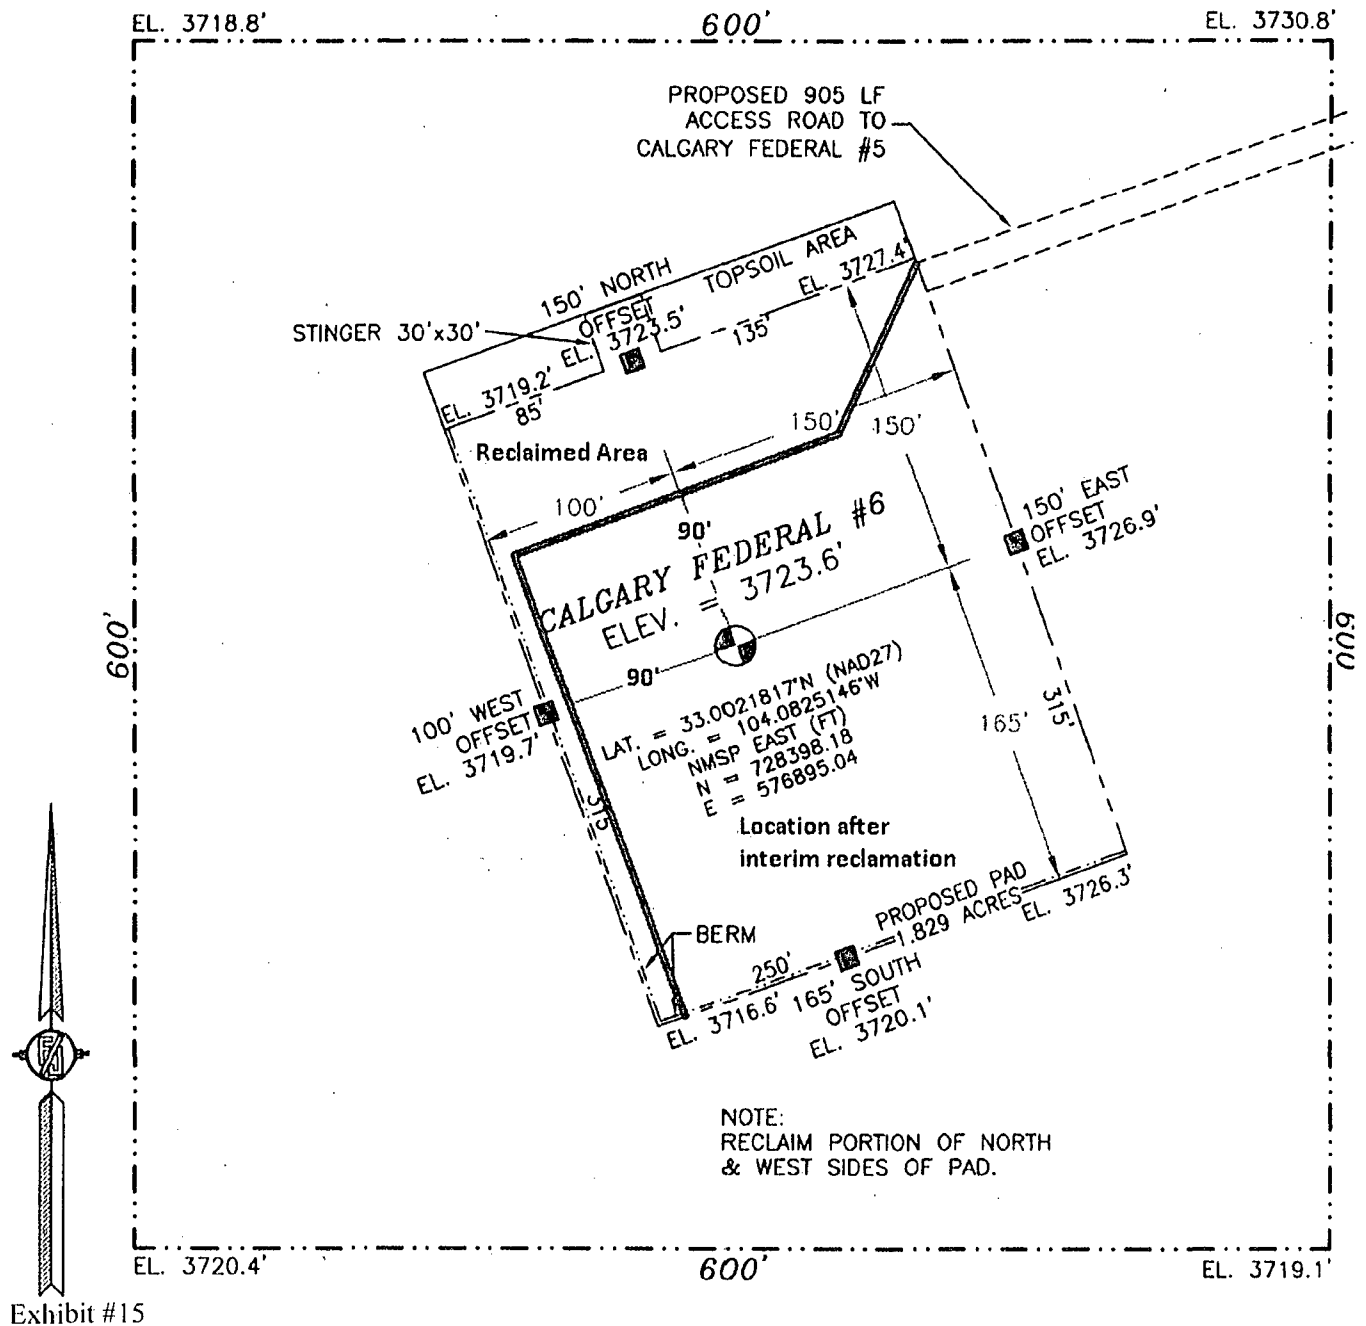 EL. 3718.8'
600'
EL. 3730.8'
PROPOSED 905 LF
ACCESS ROAD TO
CALGARY FEDERAL #5
TOPSOIL AREA
EL. 3727.4'
150' NORTH
OFFSET
EL. 3723.5'
STINGER 30'x30'
135'
EL. 3719.2'
85'
Reclaimed Area
150'
150'
100'
90'
CALGARY FEDERAL #6
ELEV. = 3723.6'
150' EAST
OFFSET
EL. 3726.9'
600'
600'
90'
100' WEST
OFFSET
EL. 3719.7'
LAT. = 33.0021817°N (NAD27)
LONG. = 104.0825146°W
NMSP EAST (FT)
N = 728398.18
E = 576895.04
165'
315'
315'
Location after
interim reclamation
PROPOSED PAD
1.829 ACRES
EL. 3726.3'
BERM
250'
EL. 3716.6'
165' SOUTH
OFFSET
EL. 3720.1'
NOTE:
RECLAIM PORTION OF NORTH
& WEST SIDES OF PAD.
EL. 3720.4'
600'
EL. 3719.1'
Exhibit #15